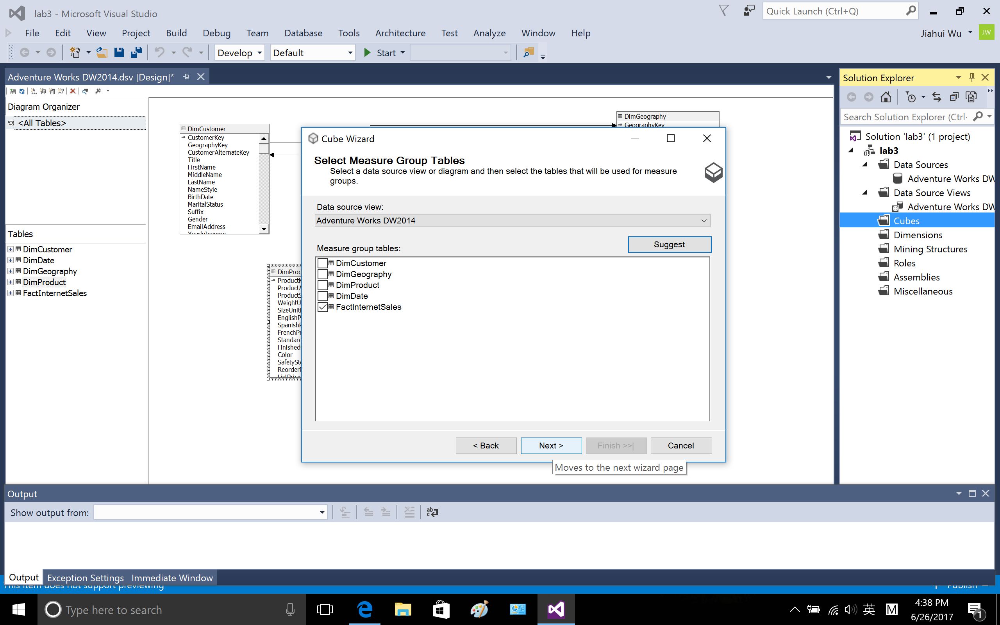 lab3 - Microsoft Visual Studio
Quick Launch (Ctrl+Q)
File Edit View Project Build Debug Team Database Tools Architecture Test Analyze Window Help
Jiahui Wu JW
Develop Default Start
Adventure Works DW2014.dsv [Design]*
Diagram Organizer
<All Tables>
Tables
DimCustomer
DimDate
DimGeography
DimProduct
FactInternetSales
DimCustomer
CustomerKey
GeographyKey
CustomerAlternateKey
Title
FirstName
MiddleName
LastName
NameStyle
BirthDate
MaritalStatus
Suffix
Gender
EmailAddress
YearlyIncome
DimGeography
GeographyKey
DimProd
ProductK
ProductA
ProductS
WeightU
SizeUnitM
EnglishP
SpanishP
FrenchPr
Standard
Finished
Color
SafetySto
ReorderP
ListPrice
Cube Wizard
Select Measure Group Tables
Select a data source view or diagram and then select the tables that will be used for measure
groups.
Data source view:
Adventure Works DW2014
Suggest
Measure group tables:
DimCustomer
DimGeography
DimProduct
DimDate
FactInternetSales
< Back Next > Finish >>| Cancel
Moves to the next wizard page
Solution Explorer
Search Solution Explorer (Ctrl
Solution 'lab3' (1 project)
lab3
Data Sources
Adventure Works DW
Data Source Views
Adventure Works DW
Cubes
Dimensions
Mining Structures
Roles
Assemblies
Miscellaneous
Output
Show output from:
Output Exception Settings Immediate Window
This item does not support previewing
Publish
Type here to search
英 M
4:38 PM
6/26/2017
1